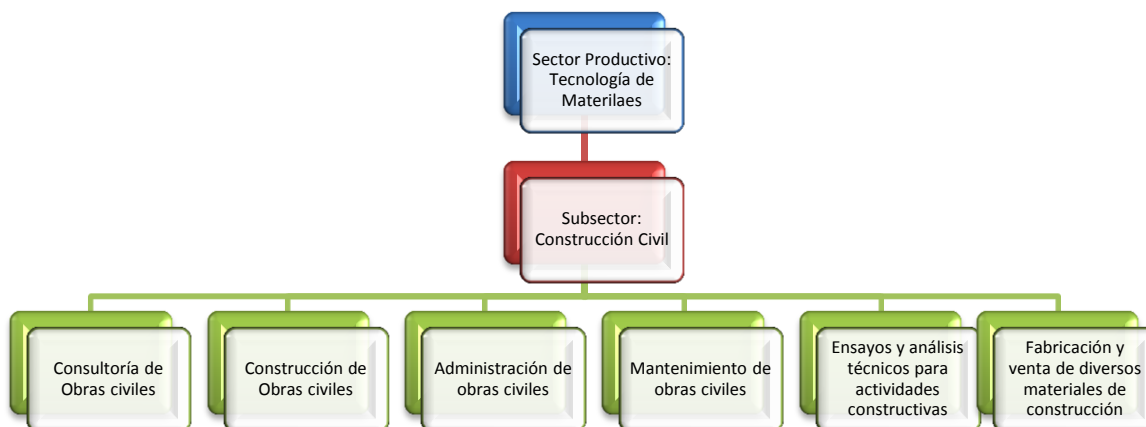 Sector Productivo:
Tecnología de
Materilaes
Subsector:
Construcción Civil
Consultoría de
Obras civiles
Construcción de
Obras civiles
Administración de
obras civiles
Mantenimiento de
obras civiles
Ensayos y análisis
técnicos para
actividades
constructivas
Fabricación y
venta de diversos
materiales de
construcción